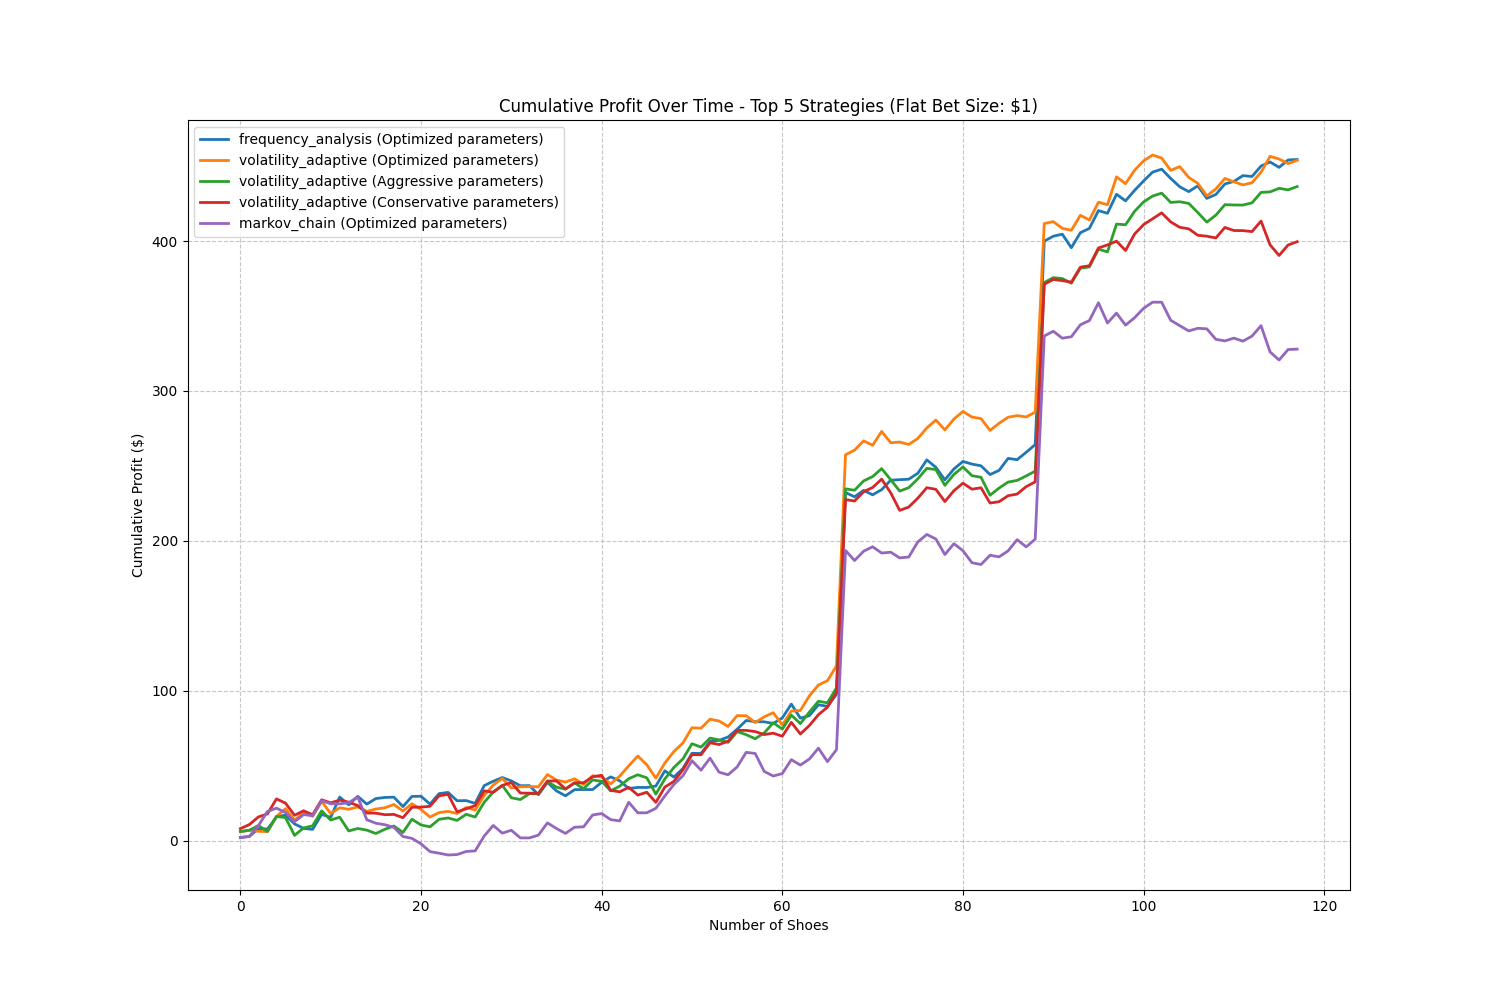 Cumulative Profit Over Time - Top 5 Strategies (Flat Bet Size: $1)
frequency_analysis (Optimized parameters)
volatility_adaptive (Optimized parameters)
volatility_adaptive (Aggressive parameters)
volatility_adaptive (Conservative parameters)
markov_chain (Optimized parameters)
Cumulative Profit ($)
400
300
200
100
0
0 20 40 60 80 100 120
Number of Shoes